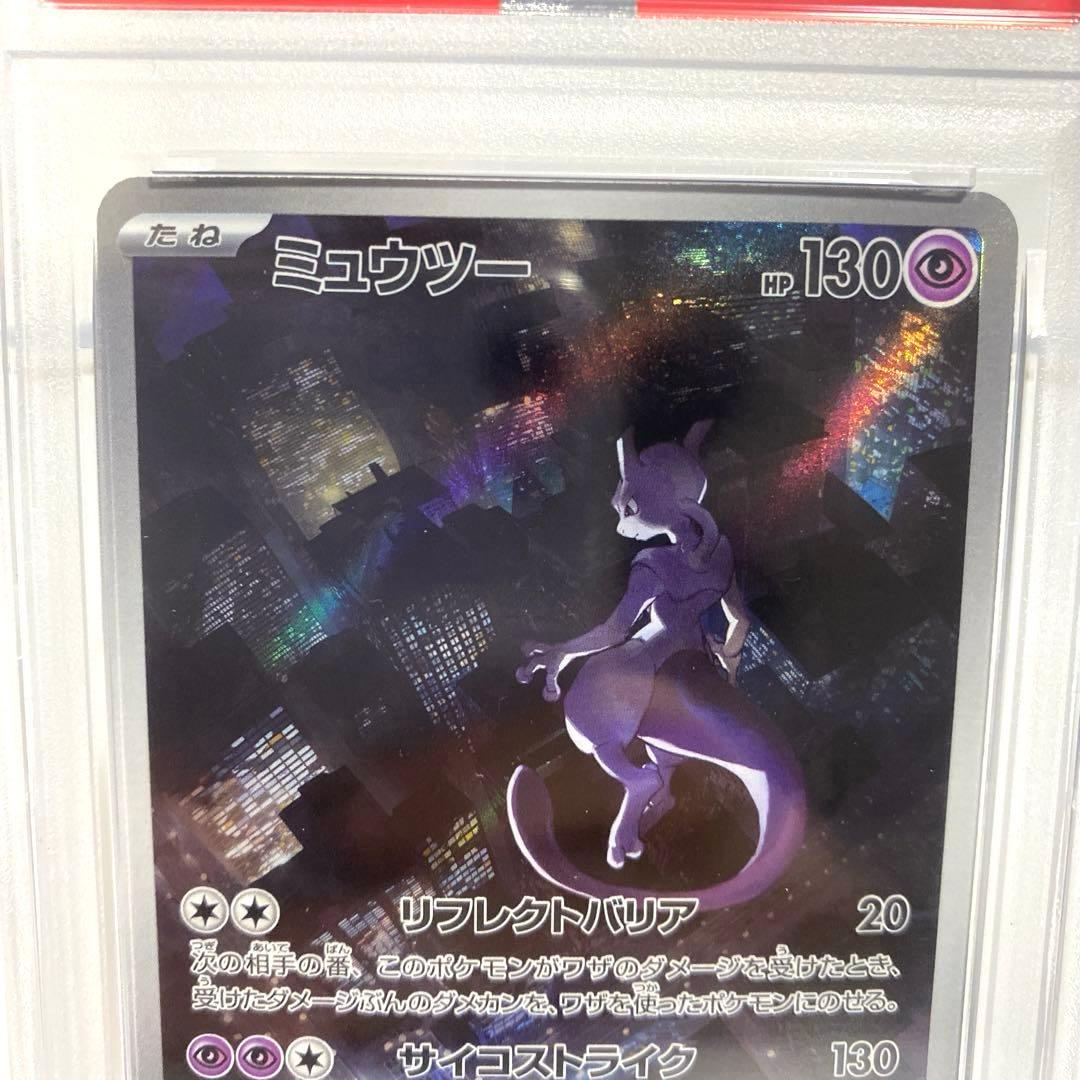 たね ミュウツー HP 130
リフレクトバリア 20
次の相手の番、このポケモンがワザのダメージを受けたとき、
受けたダメージぶんのダメカンを、ワザを使ったポケモンにのせる。
サイコストライク 130